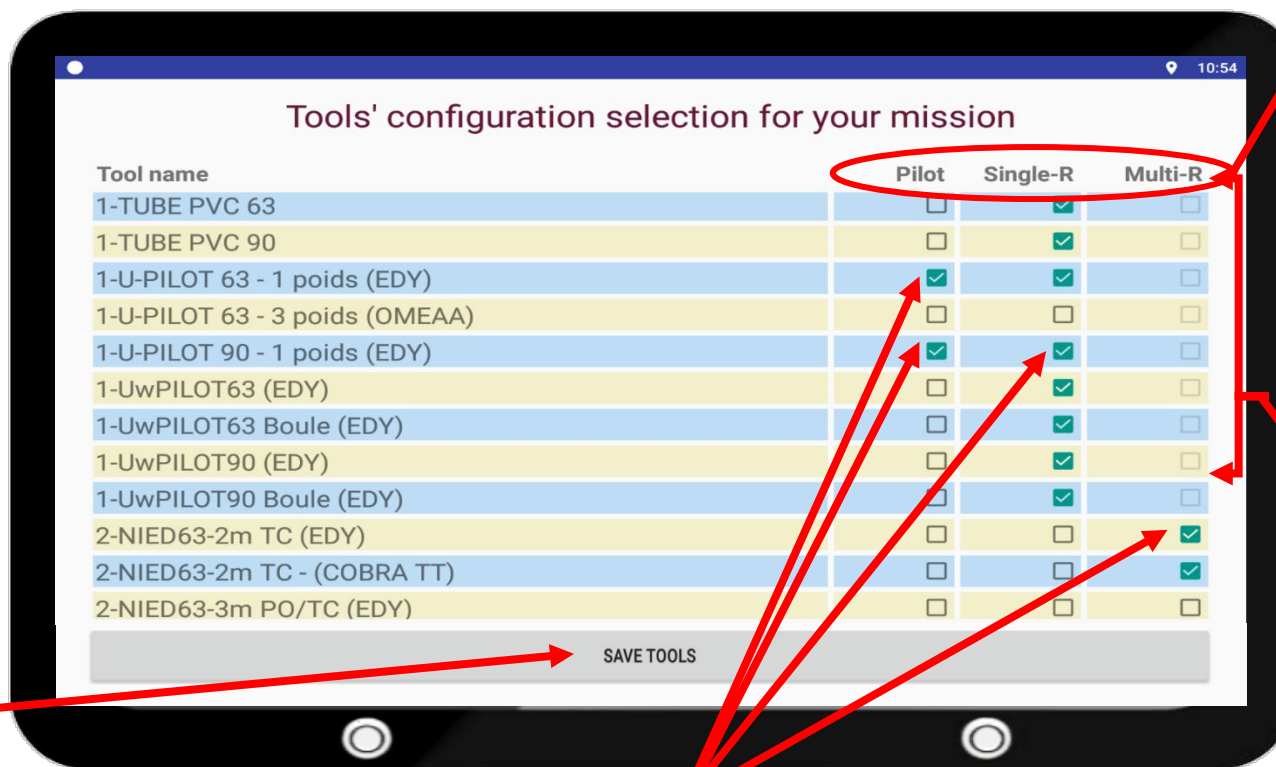 10:54
Tools' configuration selection for your mission
Tool name Pilot Single-R Multi-R
1-TUBE PVC 63
1-TUBE PVC 90
1-U-PILOT 63 - 1 poids (EDY)
1-U-PILOT 63 - 3 poids (OMEAA)
1-U-PILOT 90 - 1 poids (EDY)
1-UwPILOT63 (EDY)
1-UwPILOT63 Boule (EDY)
1-UwPILOT90 (EDY)
1-UwPILOT90 Boule (EDY)
2-NIED63-2m TC (EDY)
2-NIED63-2m TC - (COBRA TT)
2-NIED63-3m PO/TC (EDY)
SAVE TOOLS